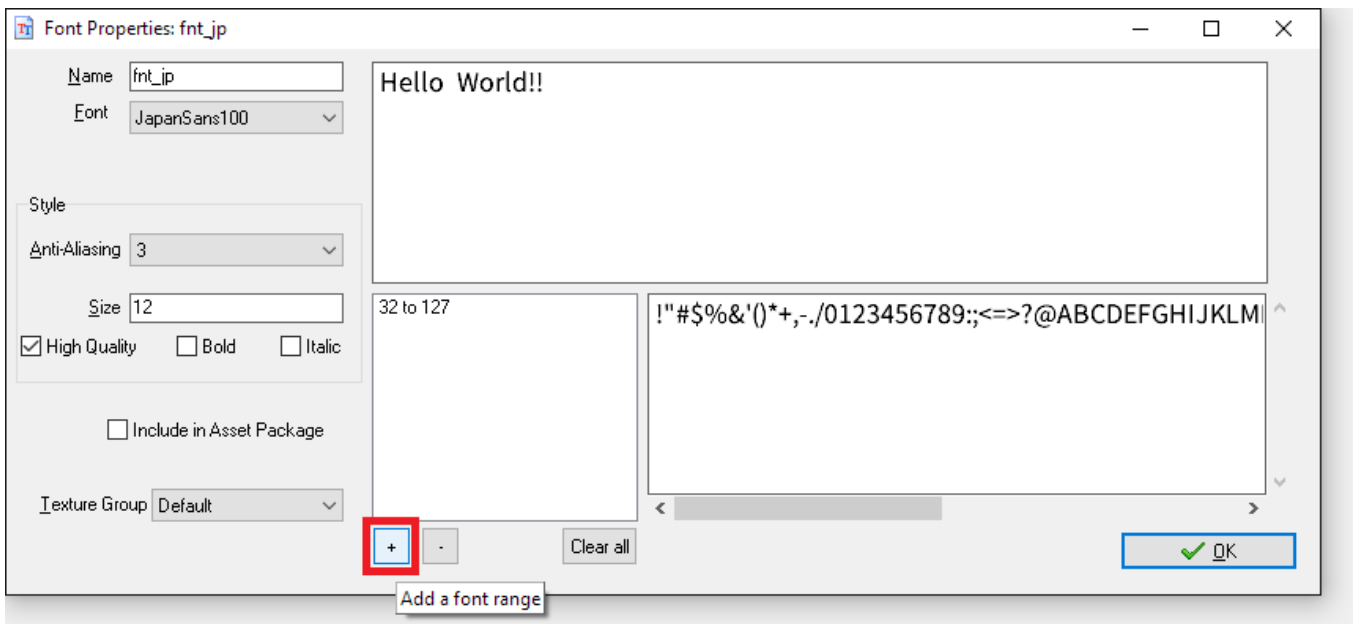 Font Properties: fnt_jp
Name fnt_jp
Font JapanSans100
Hello World!!
Style
Anti-Aliasing 3
Size 12
High Quality Bold Italic
32 to 127
!"#$%&'()*+,-./0123456789:;<=>?@ABCDEFGHIJKLM
Include in Asset Package
Texture Group Default
+ - Clear all
OK
Add a font range